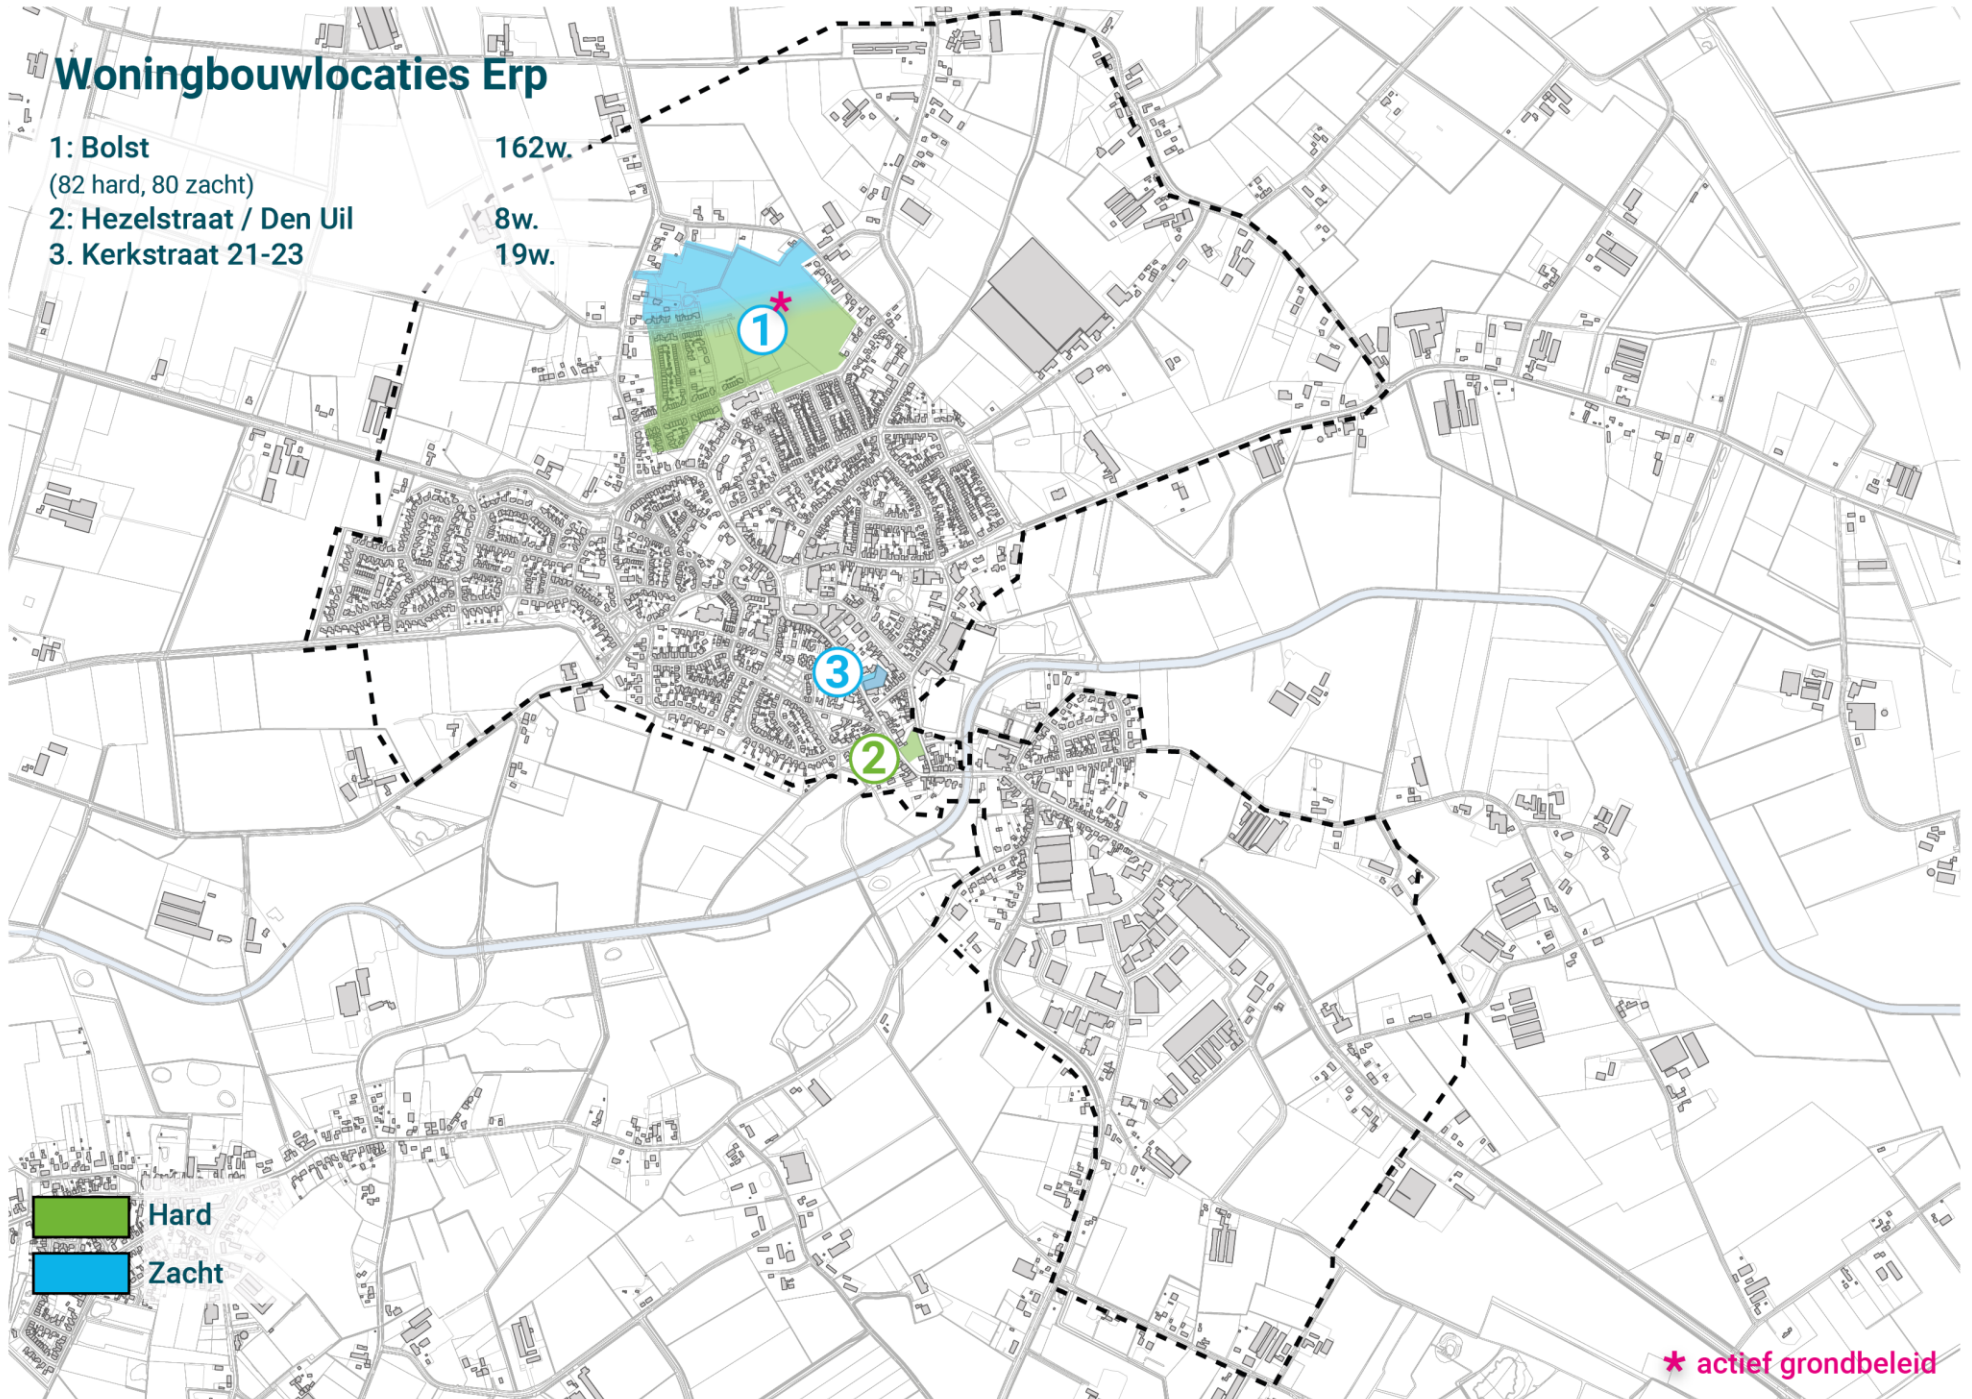 Woningbouwlocaties Erp
1: Bolst 162w.
(82 hard, 80 zacht)
2: Hezelstraat / Den Uil 8w.
3. Kerkstraat 21-23 19w.
*
1
3
2
Hard
Zacht
* actief grondbeleid